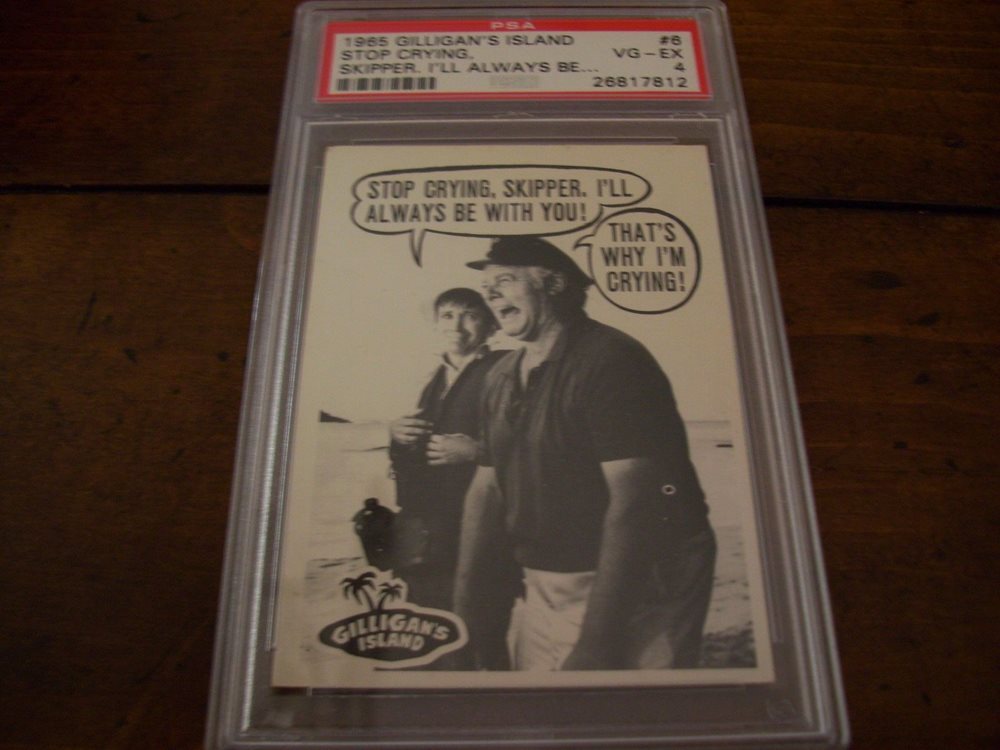 PSA
1965 GILLIGAN'S ISLAND #6
STOP CRYING, VG-EX
SKIPPER. I'LL ALWAYS BE... 4
26817812
STOP CRYING, SKIPPER. I'LL
ALWAYS BE WITH YOU!
THAT'S
WHY I'M
CRYING!
GILLIGAN'S
ISLAND